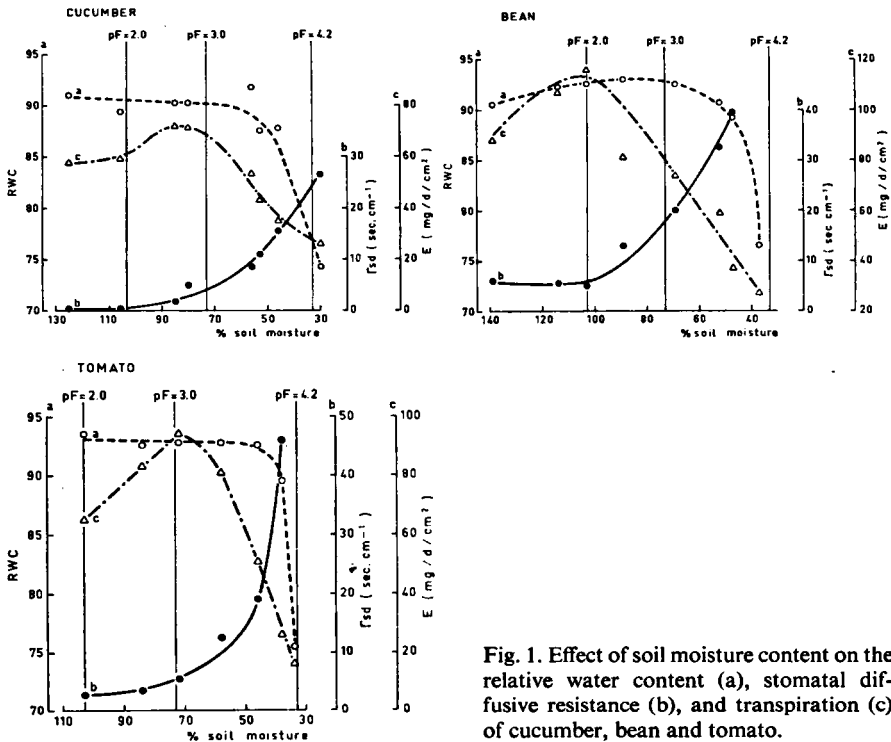 CUCUMBER
pF=2.0 pF=3.0 pF=4.2
a
95
90
85
80
75
70
RWC
a
c
b
130 110 90 70 50 30
% soil moisture
b
30
20
10
0
rsd (sec.cm⁻¹)
c
80
60
40
20
0
E (mg/d/cm²)
BEAN
pF=2.0 pF=3.0 pF=4.2
a
95
90
85
80
75
70
RWC
a
c
b
140 120 100 80 60 40
% soil moisture
b
40
30
20
10
0
rsd (sec.cm⁻¹)
c
120
100
80
60
40
20
E (mg/d/cm²)
TOMATO
pF=2.0 pF=3.0 pF=4.2
a
95
90
85
80
75
70
RWC
a
c
b
110 90 70 50 30
% soil moisture
b
50
40
30
20
10
0
rsd (sec.cm⁻¹)
c
100
80
60
40
20
0
E (mg/d/cm²)
Fig. 1. Effect of soil moisture content on the
relative water content (a), stomatal dif-
fusive resistance (b), and transpiration (c)
of cucumber, bean and tomato.